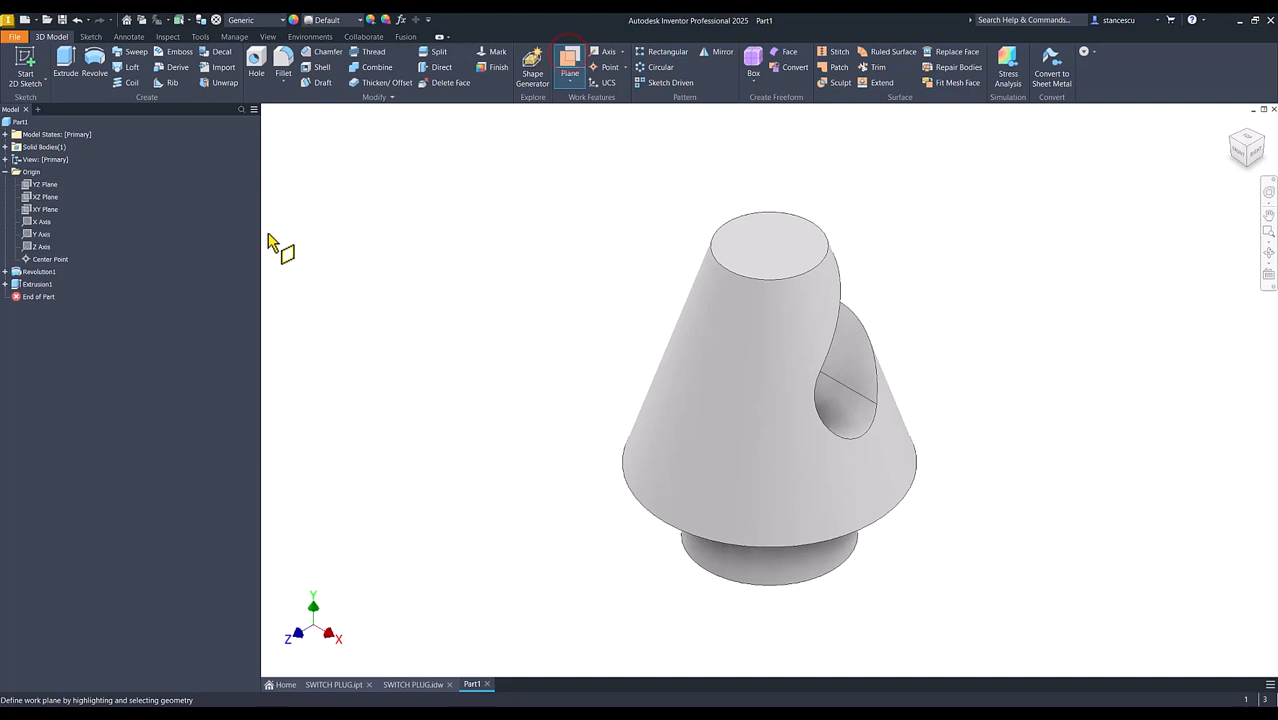 Generic
Default
Autodesk Inventor Professional 2025   Part1
Search Help & Commands...
stancescu
File
3D Model
Sketch
Annotate
Inspect
Tools
Manage
View
Environments
Collaborate
Fusion
Start
2D Sketch
Sketch
Extrude
Revolve
Sweep
Loft
Coil
Emboss
Derive
Rib
Decal
Import
Unwrap
Create
Hole
Fillet
Chamfer
Shell
Draft
Thread
Combine
Thicken/ Offset
Split
Direct
Delete Face
Modify
Mark
Finish
Shape
Generator
Explore
Plane
Axis
Point
UCS
Work Features
Rectangular
Circular
Sketch Driven
Mirror
Pattern
Box
Face
Convert
Create Freeform
Stitch
Patch
Sculpt
Ruled Surface
Trim
Extend
Replace Face
Repair Bodies
Fit Mesh Face
Surface
Stress
Analysis
Simulation
Convert to
Sheet Metal
Convert
Model
Part1
Model States: [Primary]
Solid Bodies(1)
View: [Primary]
Origin
YZ Plane
XZ Plane
XY Plane
X Axis
Y Axis
Z Axis
Center Point
Revolution1
Extrusion1
End of Part
TOP
FRONT
RIGHT
Y
Z
X
Home
SWITCH PLUG.ipt
SWITCH PLUG.idw
Part1
Define work plane by highlighting and selecting geometry
1
3